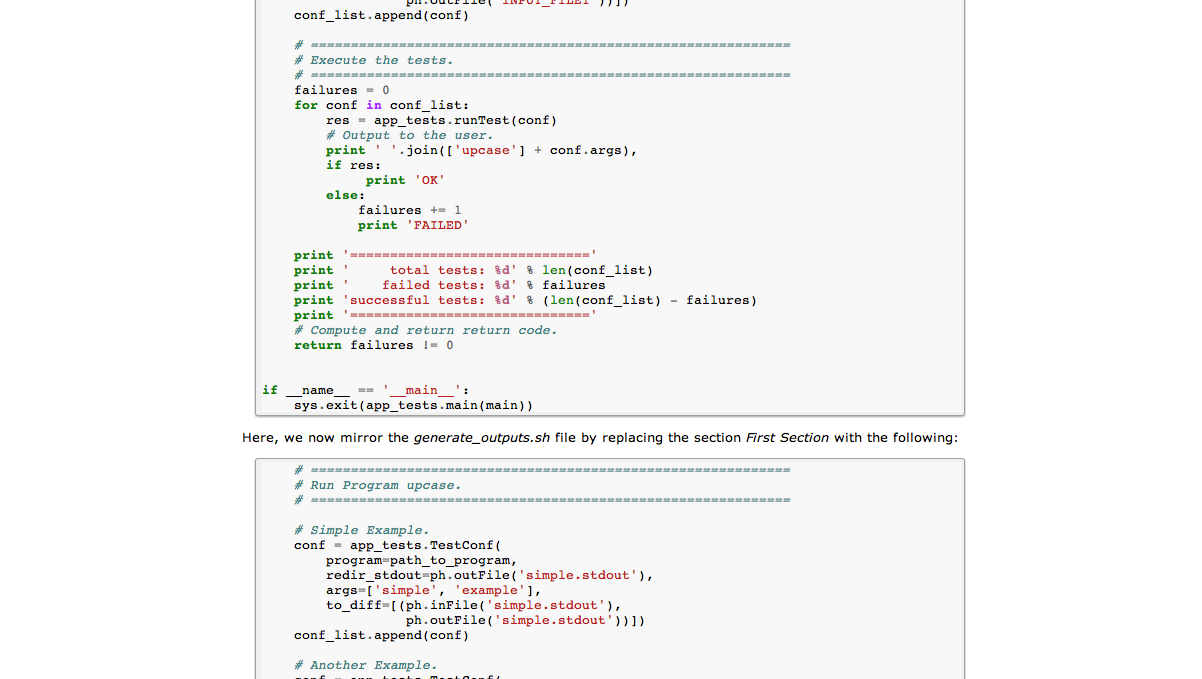 ph.outFile('INPUT_FILE1'))])
    conf_list.append(conf)

    # ============================================================
    # Execute the tests.
    # ============================================================
    failures = 0
    for conf in conf_list:
        res = app_tests.runTest(conf)
        # Output to the user.
        print ' '.join(['upcase'] + conf.args),
        if res:
             print 'OK'
        else:
            failures += 1
            print 'FAILED'

    print '=============================='
    print '     total tests: %d' % len(conf_list)
    print '    failed tests: %d' % failures
    print 'successful tests: %d' % (len(conf_list) - failures)
    print '=============================='
    # Compute and return return code.
    return failures != 0

if __name__ == '__main__':
    sys.exit(app_tests.main(main))
Here, we now mirror the generate_outputs.sh file by replacing the section First Section with the following:
    # ============================================================
    # Run Program upcase.
    # ============================================================

    # Simple Example.
    conf = app_tests.TestConf(
        program=path_to_program,
        redir_stdout=ph.outFile('simple.stdout'),
        args=['simple', 'example'],
        to_diff=[(ph.inFile('simple.stdout'),
                  ph.outFile('simple.stdout'))])
    conf_list.append(conf)

    # Another Example.
    conf = app_tests.TestConf(